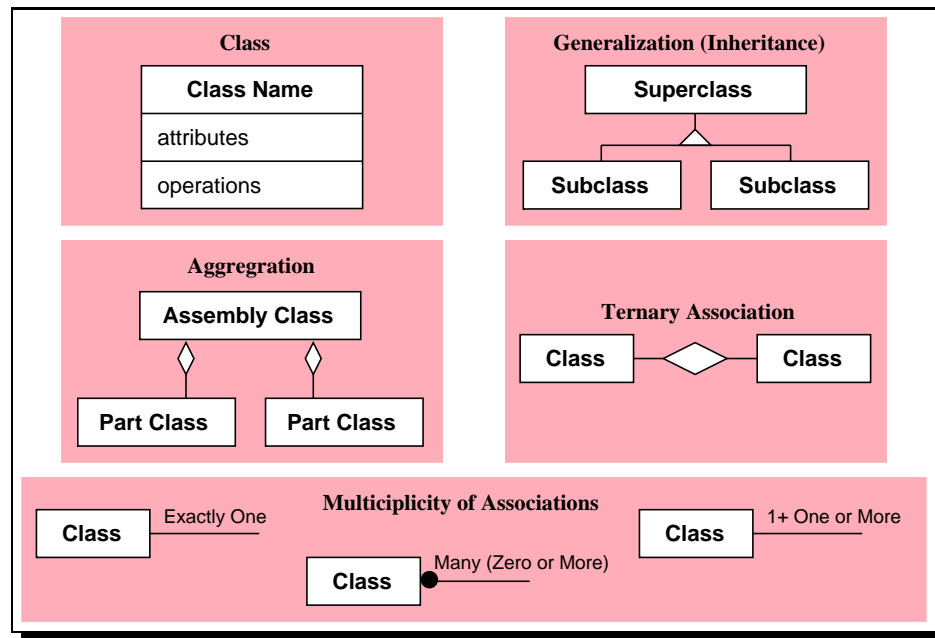 Class
Class Name
attributes
operations
Generalization (Inheritance)
Superclass
Subclass Subclass
Aggregration
Assembly Class
Part Class Part Class
Ternary Association
Class Class
Multiciplicity of Associations
Class Exactly One
Class Many (Zero or More)
Class 1+ One or More